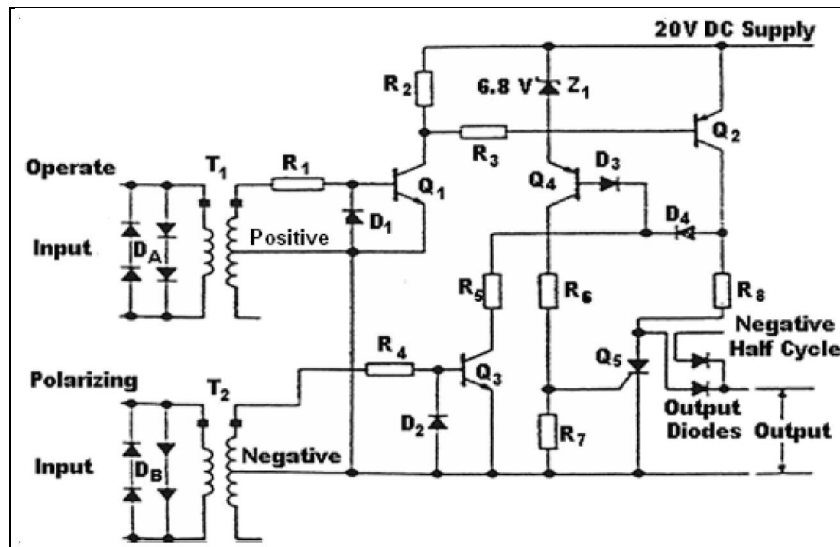 20V DC Supply
R2
6.8 V Z1
R3
Q2
Operate
T1
R1
Q1
Q4
D3
Input
DA
D1
Positive
D4
R5
R6
R8
Negative
Half Cycle
R4
Q5
Polarizing
T2
Q3
Output
Diodes
Output
D2
Input
DB
Negative
R7